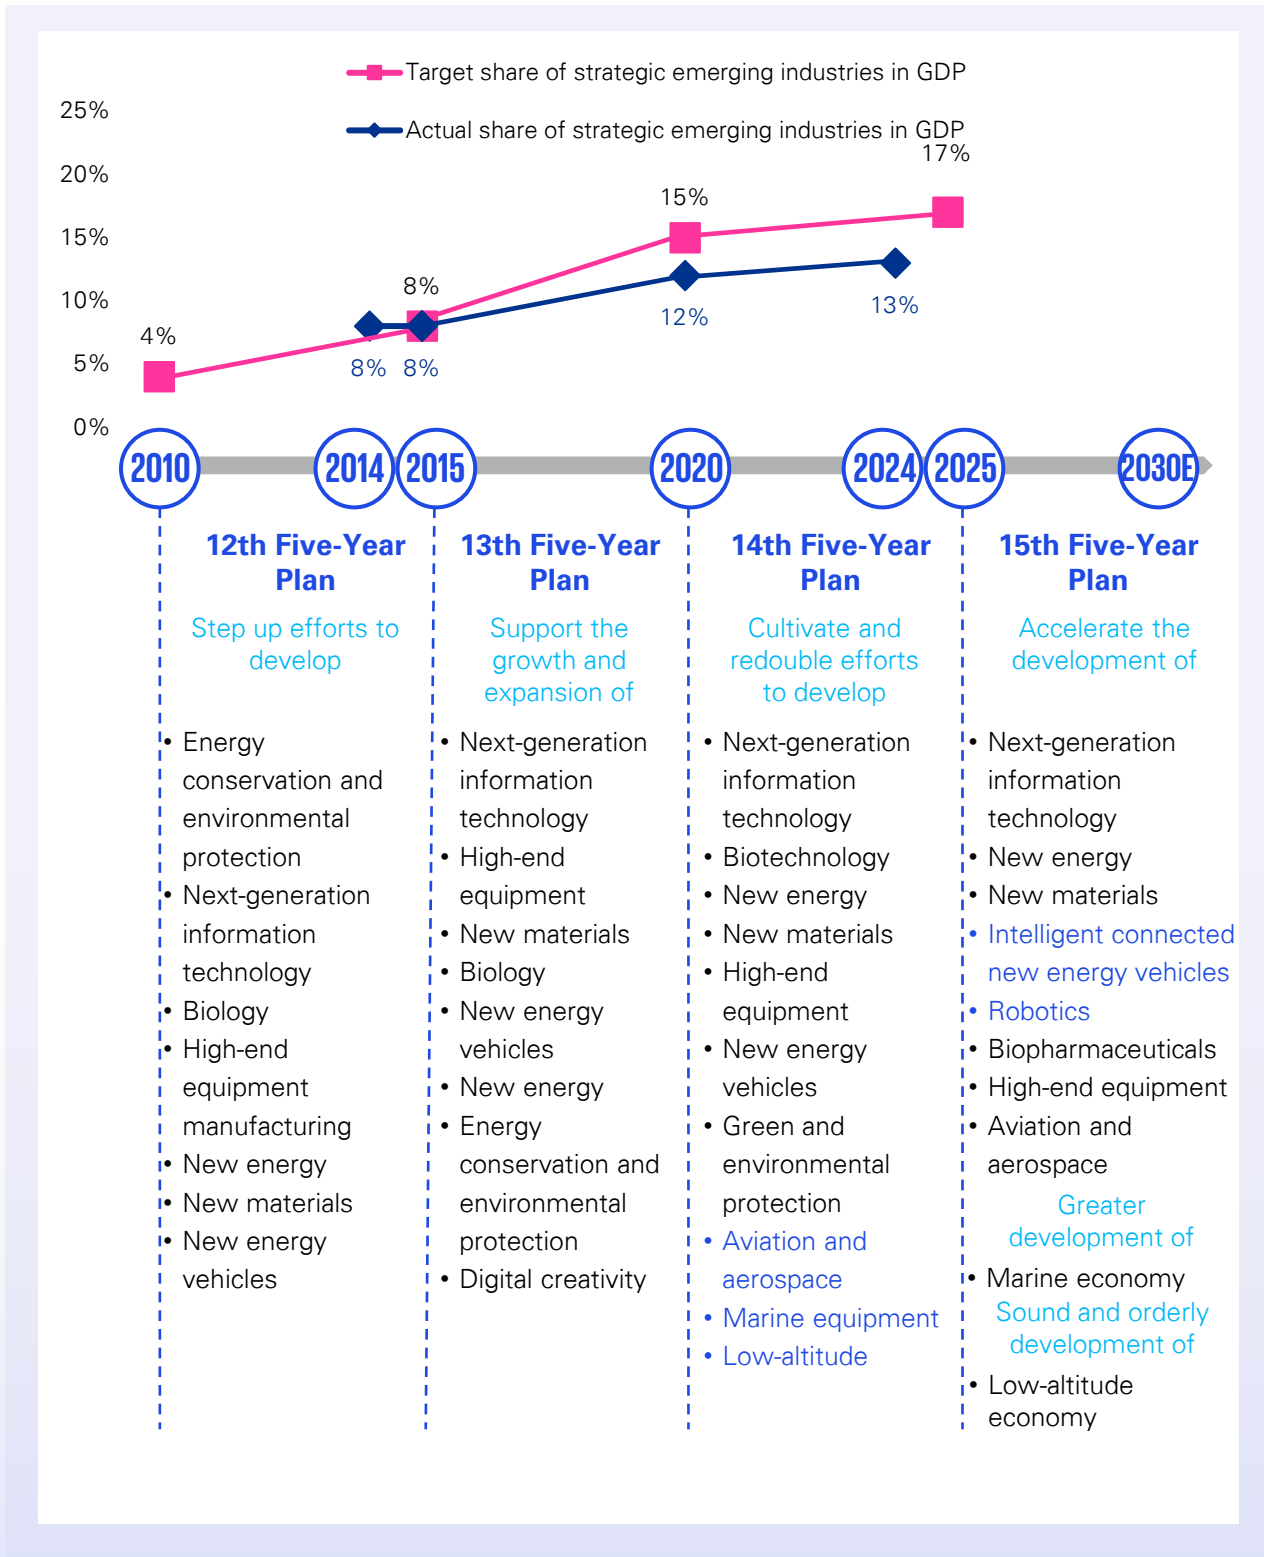 Target share of strategic emerging industries in GDP
Actual share of strategic emerging industries in GDP
25%
20%
15%
10%
5%
0%
4%
8%
15%
17%
8%
8%
12%
13%
2010
2014
2015
2020
2024
2025
2030E
12th Five-Year
Plan
Step up efforts to
develop
• Energy
conservation and
environmental
protection
• Next-generation
information
technology
• Biology
• High-end
equipment
manufacturing
• New energy
• New materials
• New energy
vehicles
13th Five-Year
Plan
Support the
growth and
expansion of
• Next-generation
information
technology
• High-end
equipment
• New materials
• Biology
• New energy
vehicles
• New energy
• Energy
conservation and
environmental
protection
• Digital creativity
14th Five-Year
Plan
Cultivate and
redouble efforts
to develop
• Next-generation
information
technology
• Biotechnology
• New energy
• New materials
• High-end
equipment
• New energy
vehicles
• Green and
environmental
protection
• Aviation and
aerospace
• Marine equipment
• Low-altitude
15th Five-Year
Plan
Accelerate the
development of
• Next-generation
information
technology
• New energy
• New materials
• Intelligent connected
new energy vehicles
• Robotics
• Biopharmaceuticals
• High-end equipment
• Aviation and
aerospace
Greater
development of
• Marine economy
Sound and orderly
development of
• Low-altitude
economy